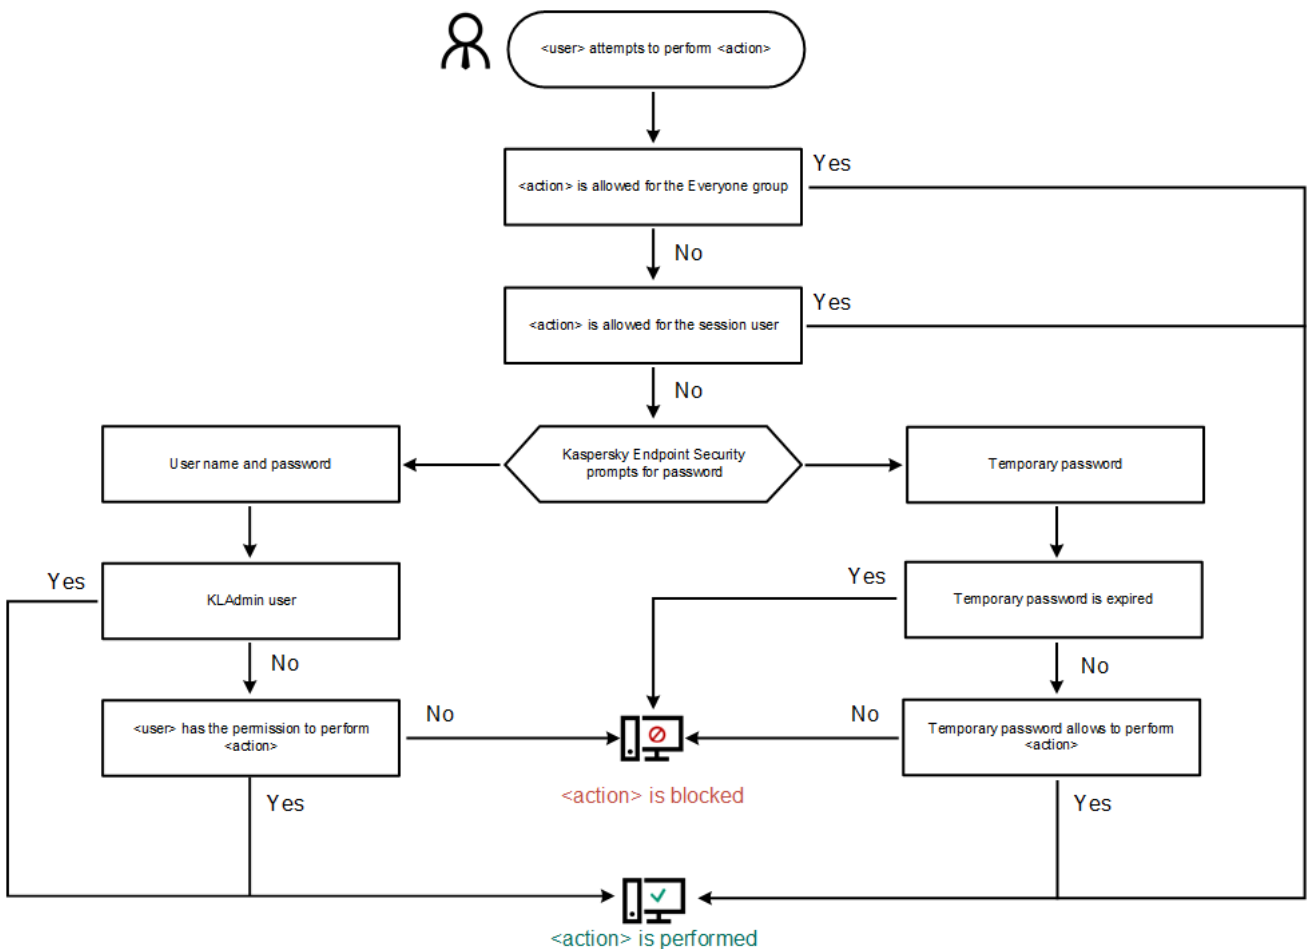 <user> attempts to perform <action>
Yes
<action> is allowed for the Everyone group
No
Yes
<action> is allowed for the session user
No
User name and password
Kaspersky Endpoint Security
prompts for password
Temporary password
Yes
KLAdmin user
Yes
Temporary password is expired
No
No
<user> has the permission to perform
<action>
No
No
Temporary password allows to perform
<action>
<action> is blocked
Yes
Yes
<action> is performed